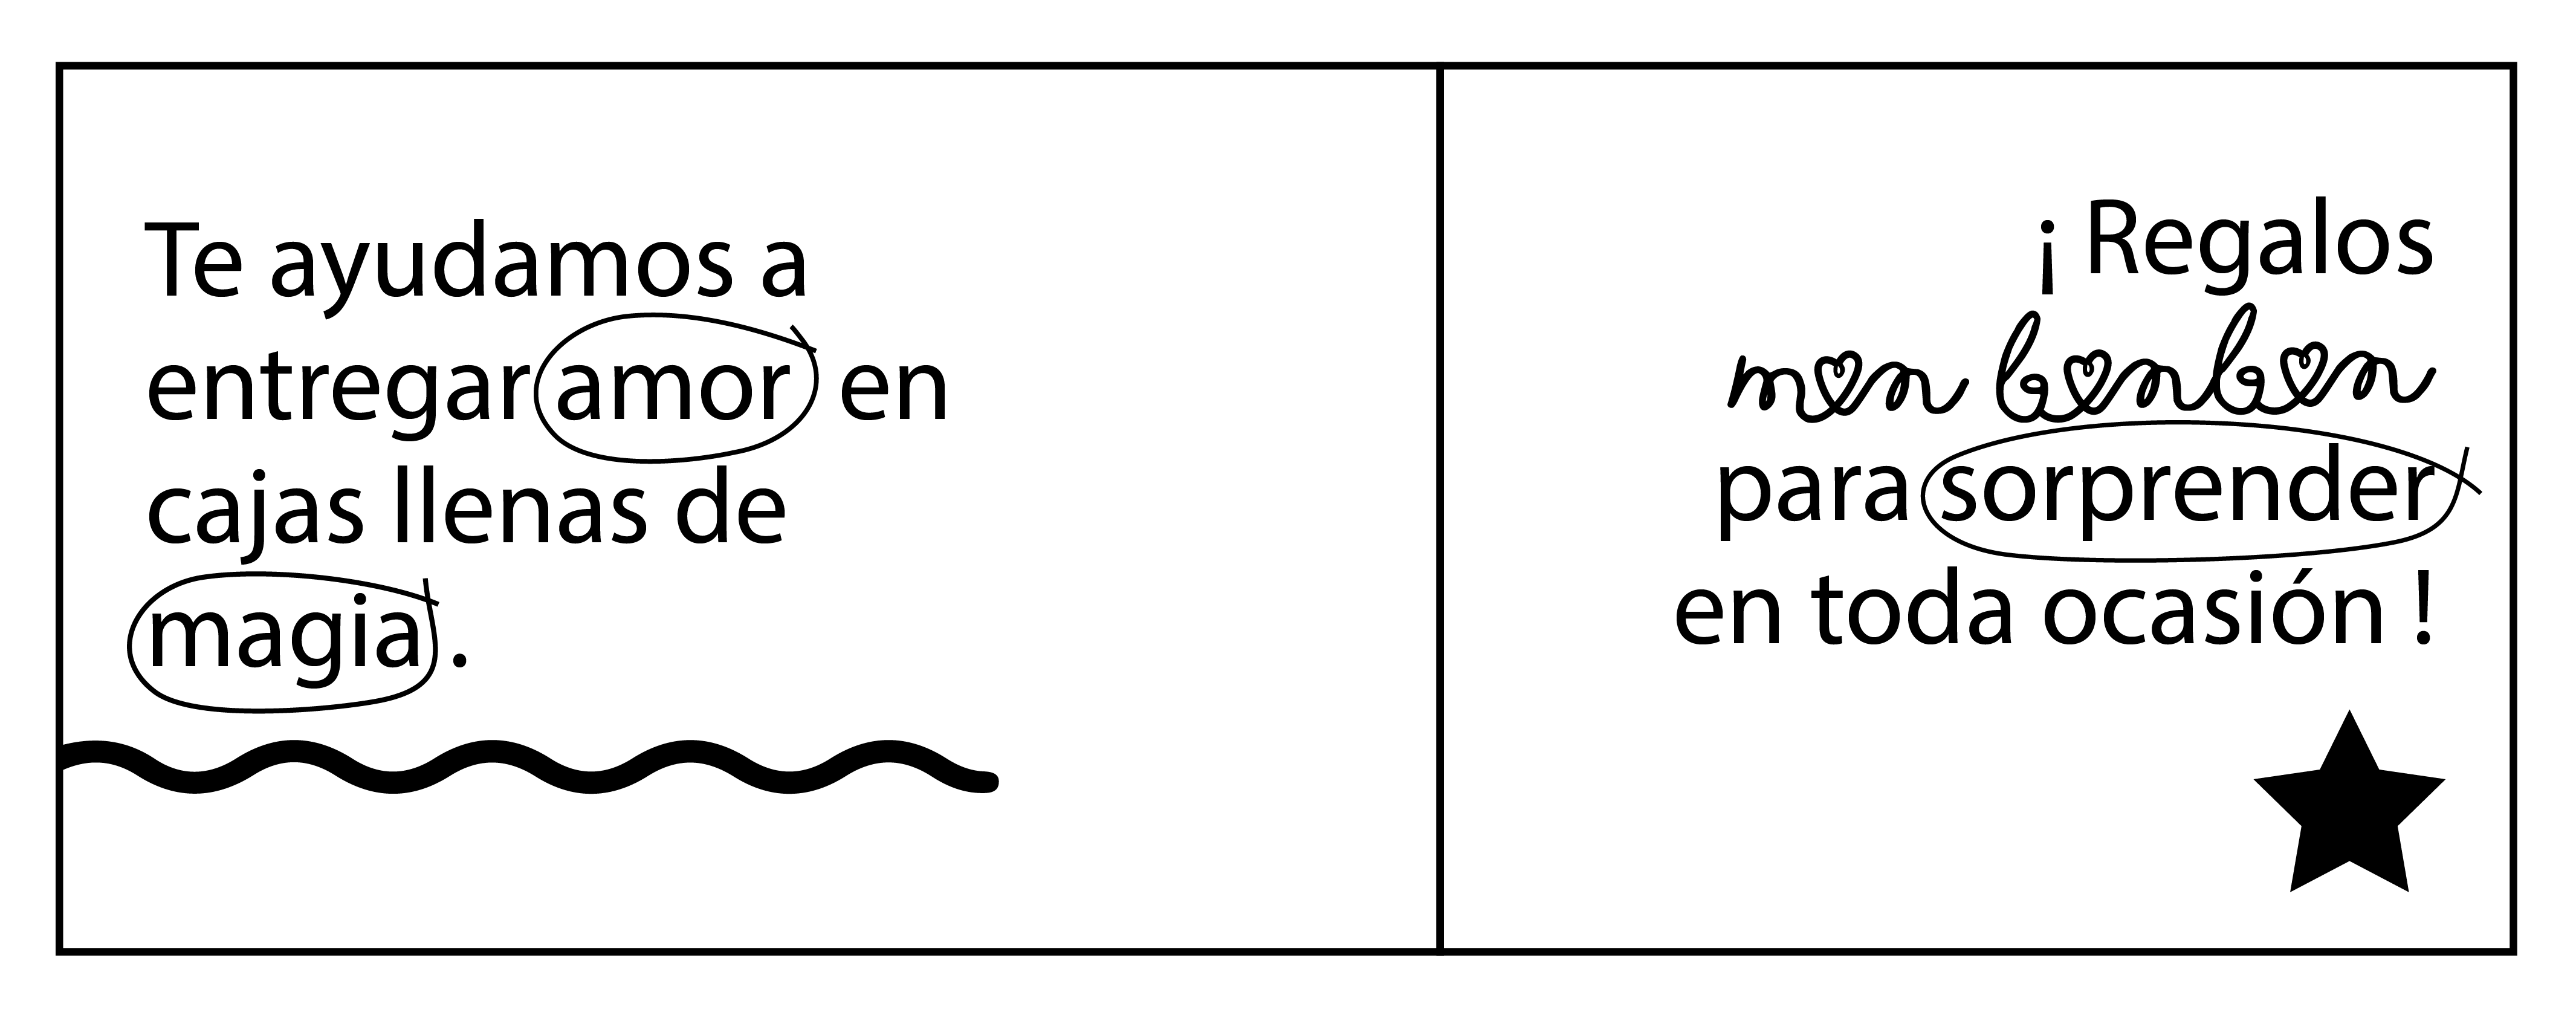 Te ayudamos a
entregar amor en
cajas llenas de
magia .
¡ Regalos
mon bonbon
para sorprender
en toda ocasión !